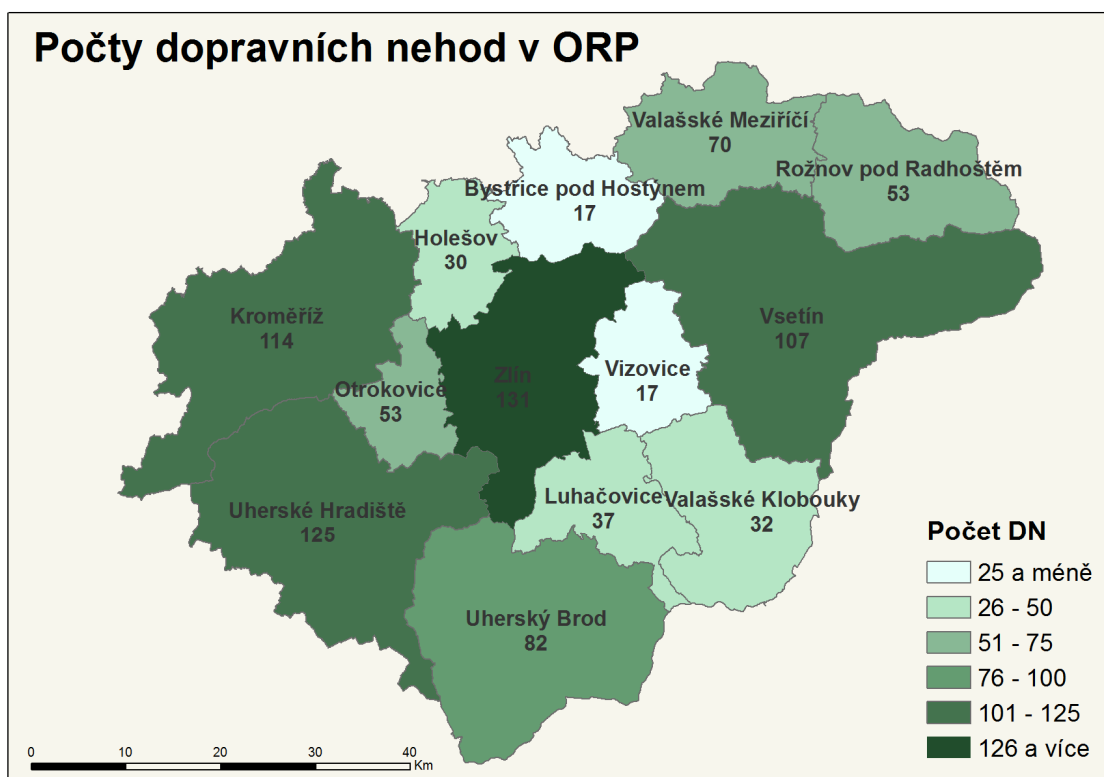 Počty dopravních nehod v ORP
Valašské Meziříčí
70
Rožnov pod Radhoštěm
53
Bystřice pod Hostýnem
17
Holešov
30
Kroměříž
114
Vsetín
107
Zlín
131
Vizovice
17
Otrokovice
53
Luhačovice
37
Valašské Klobouky
32
Uherské Hradiště
125
Uherský Brod
82
Počet DN
25 a méně
26 - 50
51 - 75
76 - 100
101 - 125
126 a více
0 10 20 30 40
Km